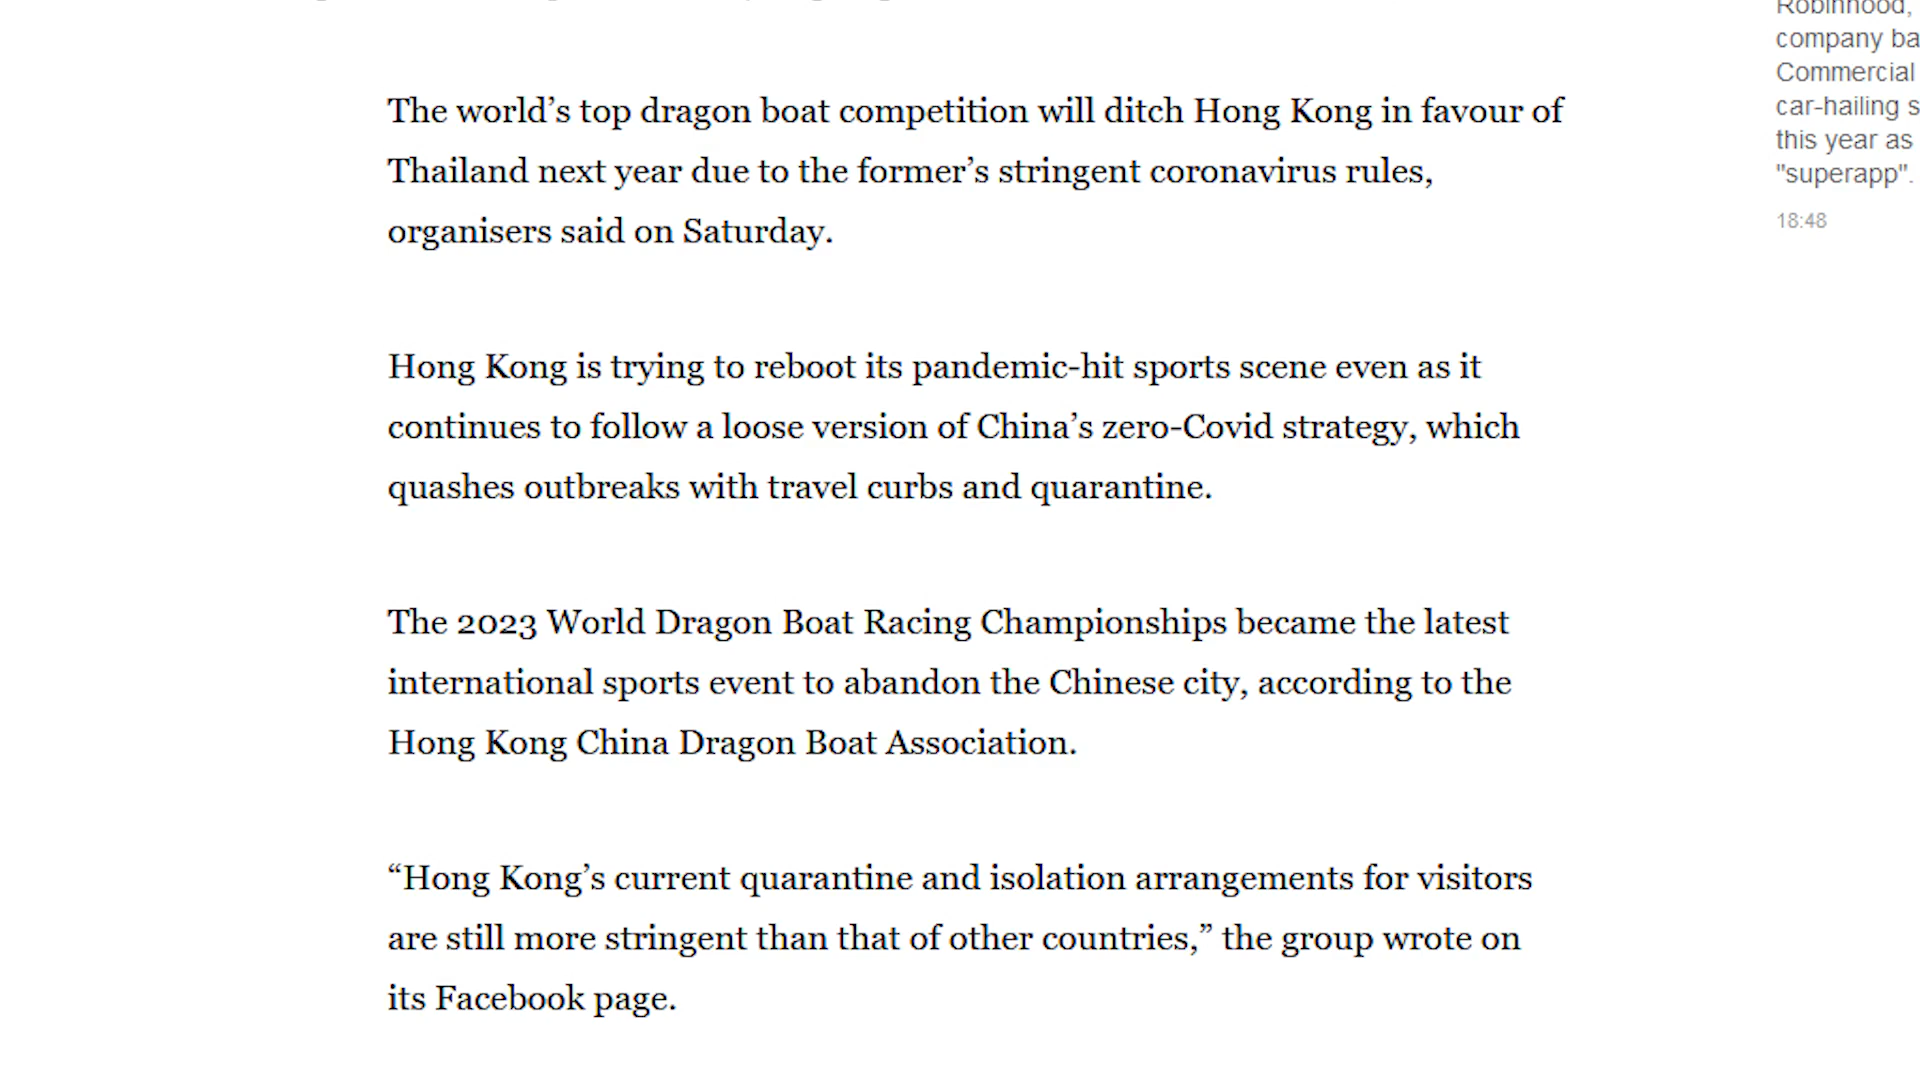 The world’s top dragon boat competition will ditch Hong Kong in favour of
Thailand next year due to the former’s stringent coronavirus rules,
organisers said on Saturday.
Hong Kong is trying to reboot its pandemic-hit sports scene even as it
continues to follow a loose version of China’s zero-Covid strategy, which
quashes outbreaks with travel curbs and quarantine.
The 2023 World Dragon Boat Racing Championships became the latest
international sports event to abandon the Chinese city, according to the
Hong Kong China Dragon Boat Association.
“Hong Kong’s current quarantine and isolation arrangements for visitors
are still more stringent than that of other countries,” the group wrote on
its Facebook page.
Robinhood,
company ba
Commercial
car-hailing s
this year as
"superapp".
18:48